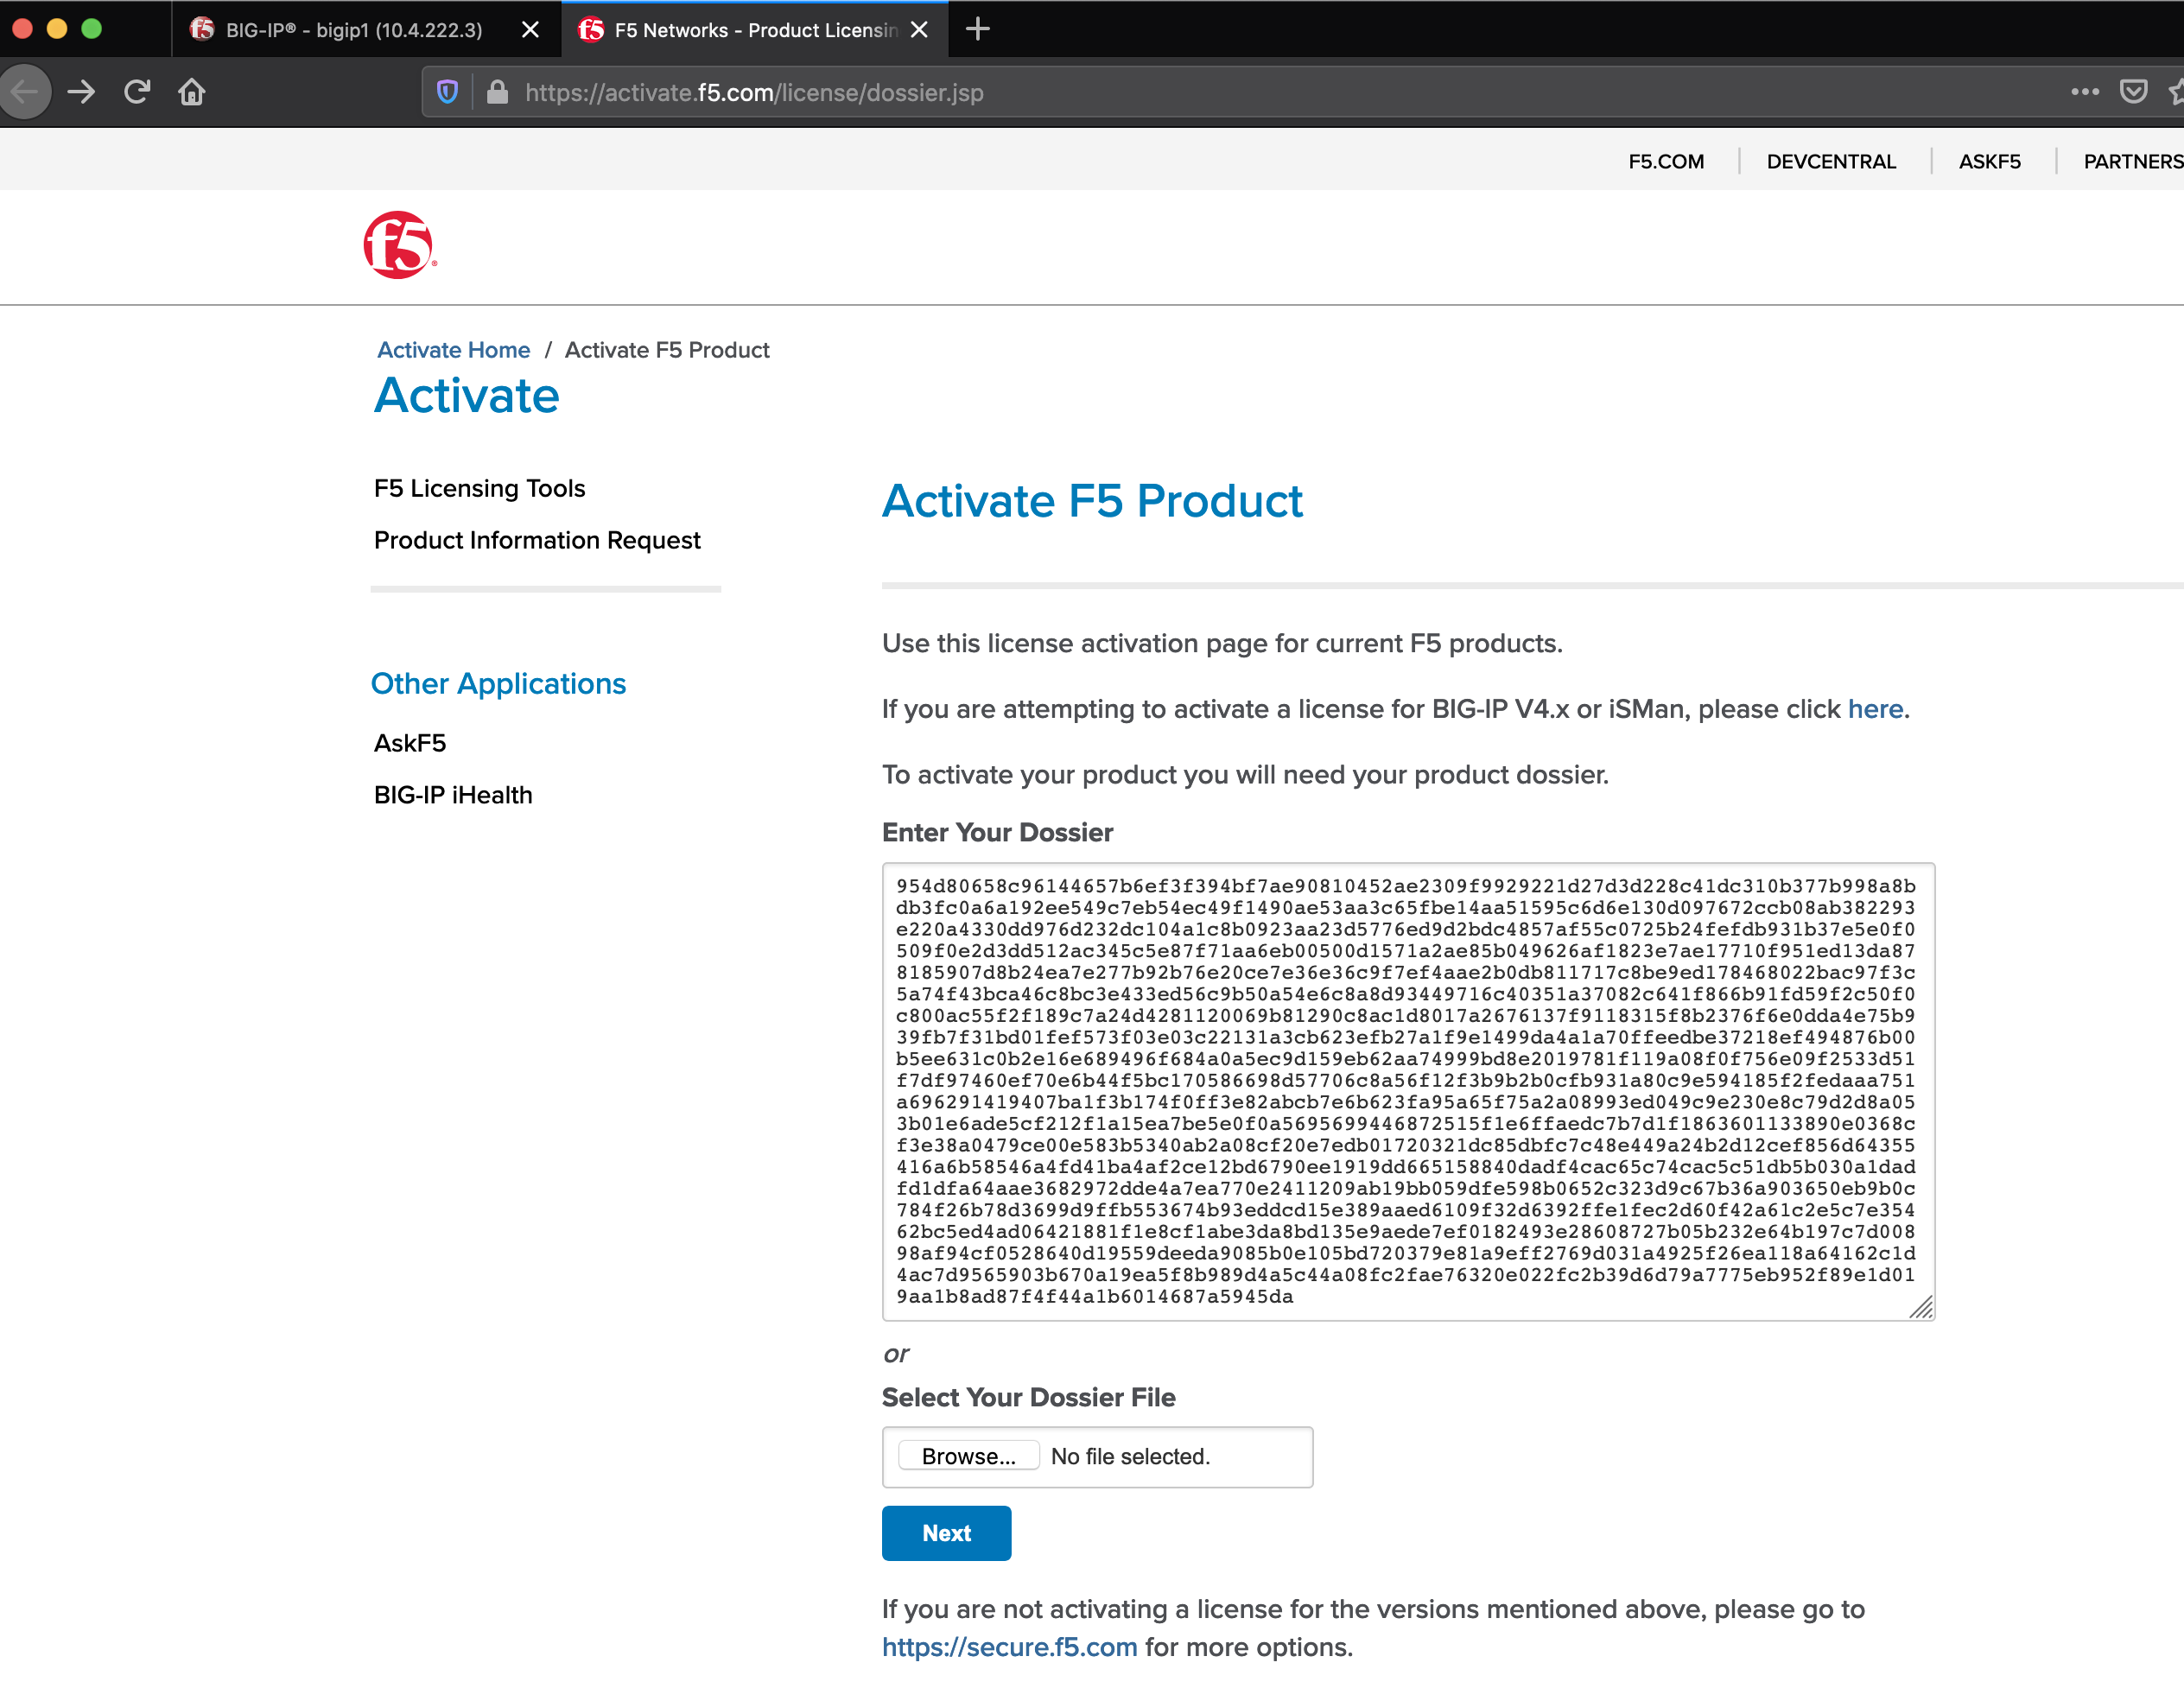 BIG-IP® - bigip1 (10.4.222.3)
F5 Networks - Product Licensin
https://activate.f5.com/license/dossier.jsp
F5.COM
DEVCENTRAL
ASKF5
PARTNERS
f5
Activate Home / Activate F5 Product
Activate
F5 Licensing Tools
Product Information Request
Other Applications
AskF5
BIG-IP iHealth
Activate F5 Product
Use this license activation page for current F5 products.
If you are attempting to activate a license for BIG-IP V4.x or iSMan, please click here.
To activate your product you will need your product dossier.
Enter Your Dossier
954d80658c96144657b6ef3f394bf7ae90810452ae2309f9929221d27d3d228c41dc310b377b998a8b
db3fc0a6a192ee549c7eb54ec49f1490ae53aa3c65fbe14aa51595c6d6e130d097672ccb08ab382293
e220a4330dd976d232dc104a1c8b0923aa23d5776ed9d2bdc4857af55c0725b24fefdb931b37e5e0f0
509f0e2d3dd512ac345c5e87f71aa6eb00500d1571a2ae85b049626af1823e7ae17710f951ed13da87
8185907d8b24ea7e277b92b76e20ce7e36e36c9f7ef4aae2b0db811717c8be9ed178468022bac97f3c
5a74f43bca46c8bc3e433ed56c9b50a54e6c8a8d93449716c40351a37082c641f866b91fd59f2c50f0
c800ac55f2f189c7a24d4281120069b81290c8ac1d8017a2676137f9118315f8b2376f6e0dda4e75b9
39fb7f31bd01fef573f03e03c22131a3cb623efb27a1f9e1499da4a1a70ffeedbe37218ef494876b00
b5ee631c0b2e16e689496f684a0a5ec9d159eb62aa74999bd8e2019781f119a08f0f756e09f2533d51
f7df97460ef70e6b44f5bc170586698d57706c8a56f12f3b9b2b0cfb931a80c9e594185f2fedaaa751
a696291419407ba1f3b174f0ff3e82abcb7e6b623fa95a65f75a2a08993ed049c9e230e8c79d2d8a05
3b01e6ade5cf212f1a15ea7be5e0f0a5695699446872515f1e6ffaedc7b7d1f1863601133890e0368c
f3e38a0479ce00e583b5340ab2a08cf20e7edb01720321dc85dbfc7c48e449a24b2d12cef856d64355
416a6b58546a4fd41ba4af2ce12bd6790ee1919dd665158840dadf4cac65c74cac5c51db5b030a1dad
fd1dfa64aae3682972dde4a7ea770e2411209ab19bb059dfe598b0652c323d9c67b36a903650eb9b0c
784f26b78d3699d9ffb553674b93eddcd15e389aaed6109f32d6392ffe1fec2d60f42a61c2e5c7e354
62bc5ed4ad06421881f1e8cf1abe3da8bd135e9aede7ef0182493e28608727b05b232e64b197c7d008
98af94cf0528640d19559deeda9085b0e105bd720379e81a9eff2769d031a4925f26ea118a64162c1d
4ac7d9565903b670a19ea5f8b989d4a5c44a08fc2fae76320e022fc2b39d6d79a7775eb952f89e1d01
9aa1b8ad87f4f44a1b6014687a5945da
or
Select Your Dossier File
Browse... No file selected.
Next
If you are not activating a license for the versions mentioned above, please go to
https://secure.f5.com for more options.